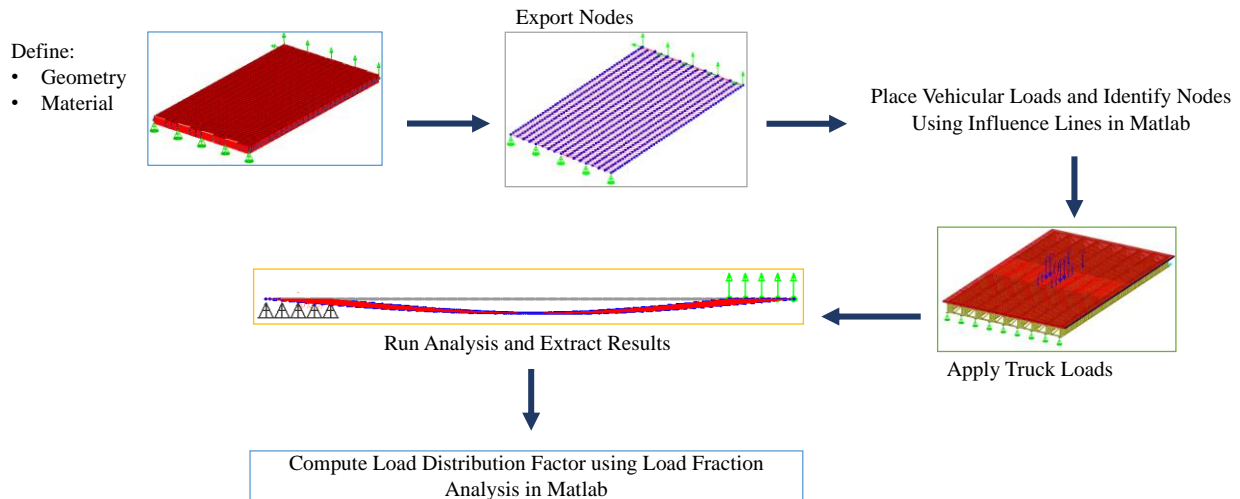 Export Nodes
Define:
• Geometry
• Material
Place Vehicular Loads and Identify Nodes
Using Influence Lines in Matlab
Run Analysis and Extract Results
Apply Truck Loads
Compute Load Distribution Factor using Load Fraction
Analysis in Matlab